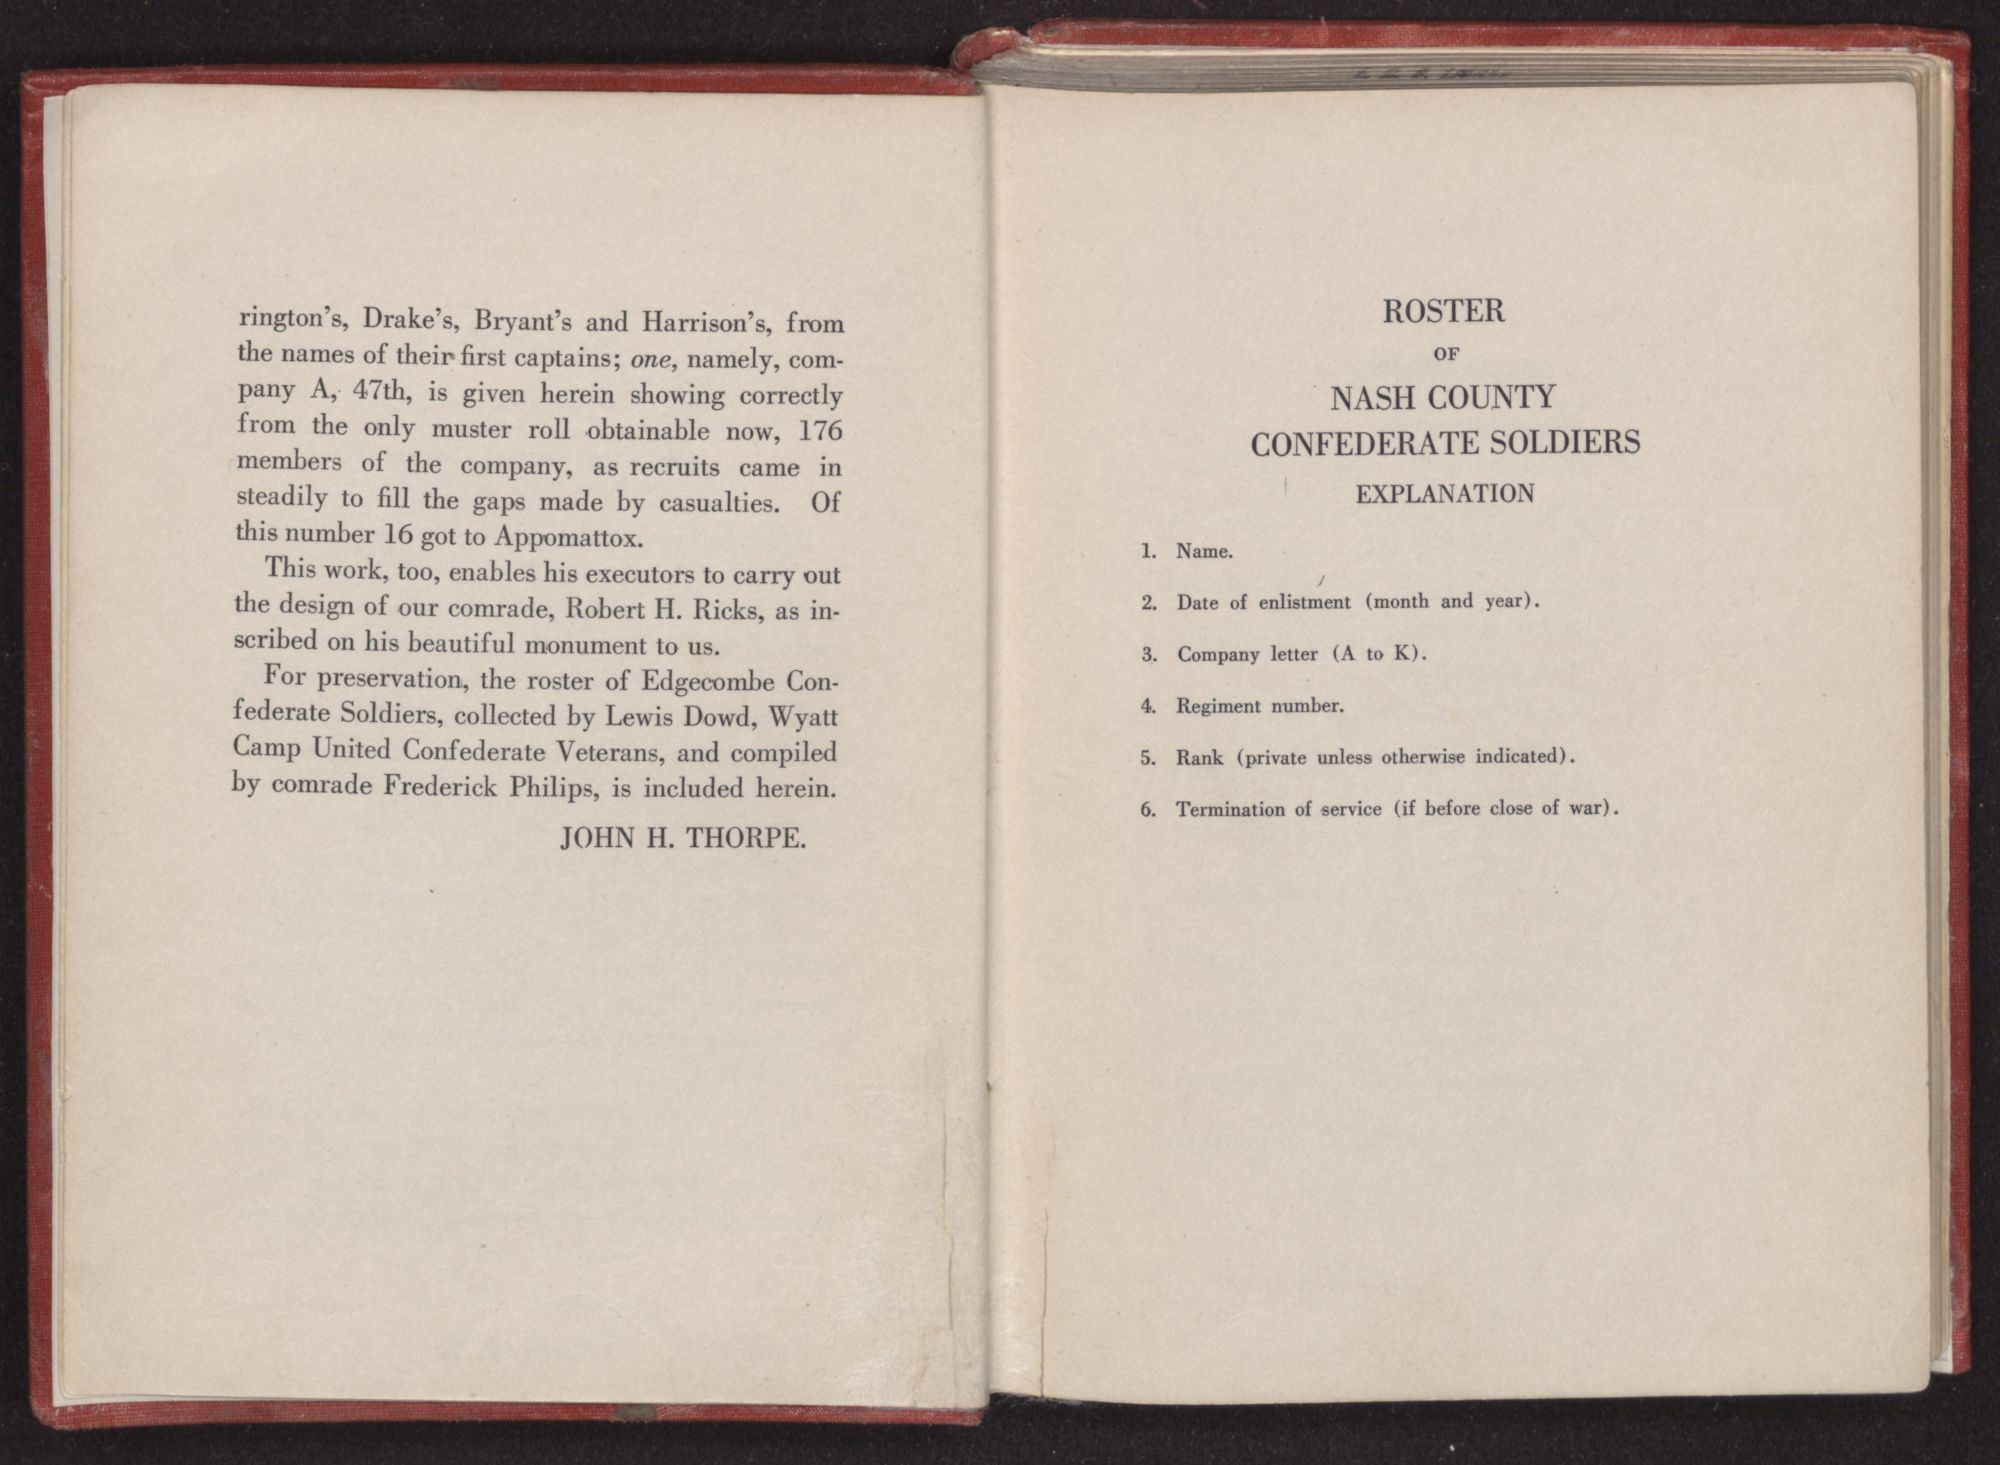 rington's, Drake's, Bryant's and Harrison's, from
the names of their first captains; one, namely, com-
pany A, 47th, is given herein showing correctly
from the only muster roll obtainable now, 176
members of the company, as recruits came in
steadily to fill the gaps made by casualties. Of
this number 16 got to Appomattox.
This work, too, enables his executors to carry out
the design of our comrade, Robert H. Ricks, as in-
scribed on his beautiful monument to us.
For preservation, the roster of Edgecombe Con-
federate Soldiers, collected by Lewis Dowd, Wyatt
Camp United Confederate Veterans, and compiled
by comrade Frederick Philips, is included herein.
JOHN H. THORPE.
ROSTER
OF
NASH COUNTY
CONFEDERATE SOLDIERS
EXPLANATION
1. Name.
2. Date of enlistment (month and year).
3. Company letter (A to K).
4. Regiment number.
5. Rank (private unless otherwise indicated).
6. Termination of service (if before close of war).